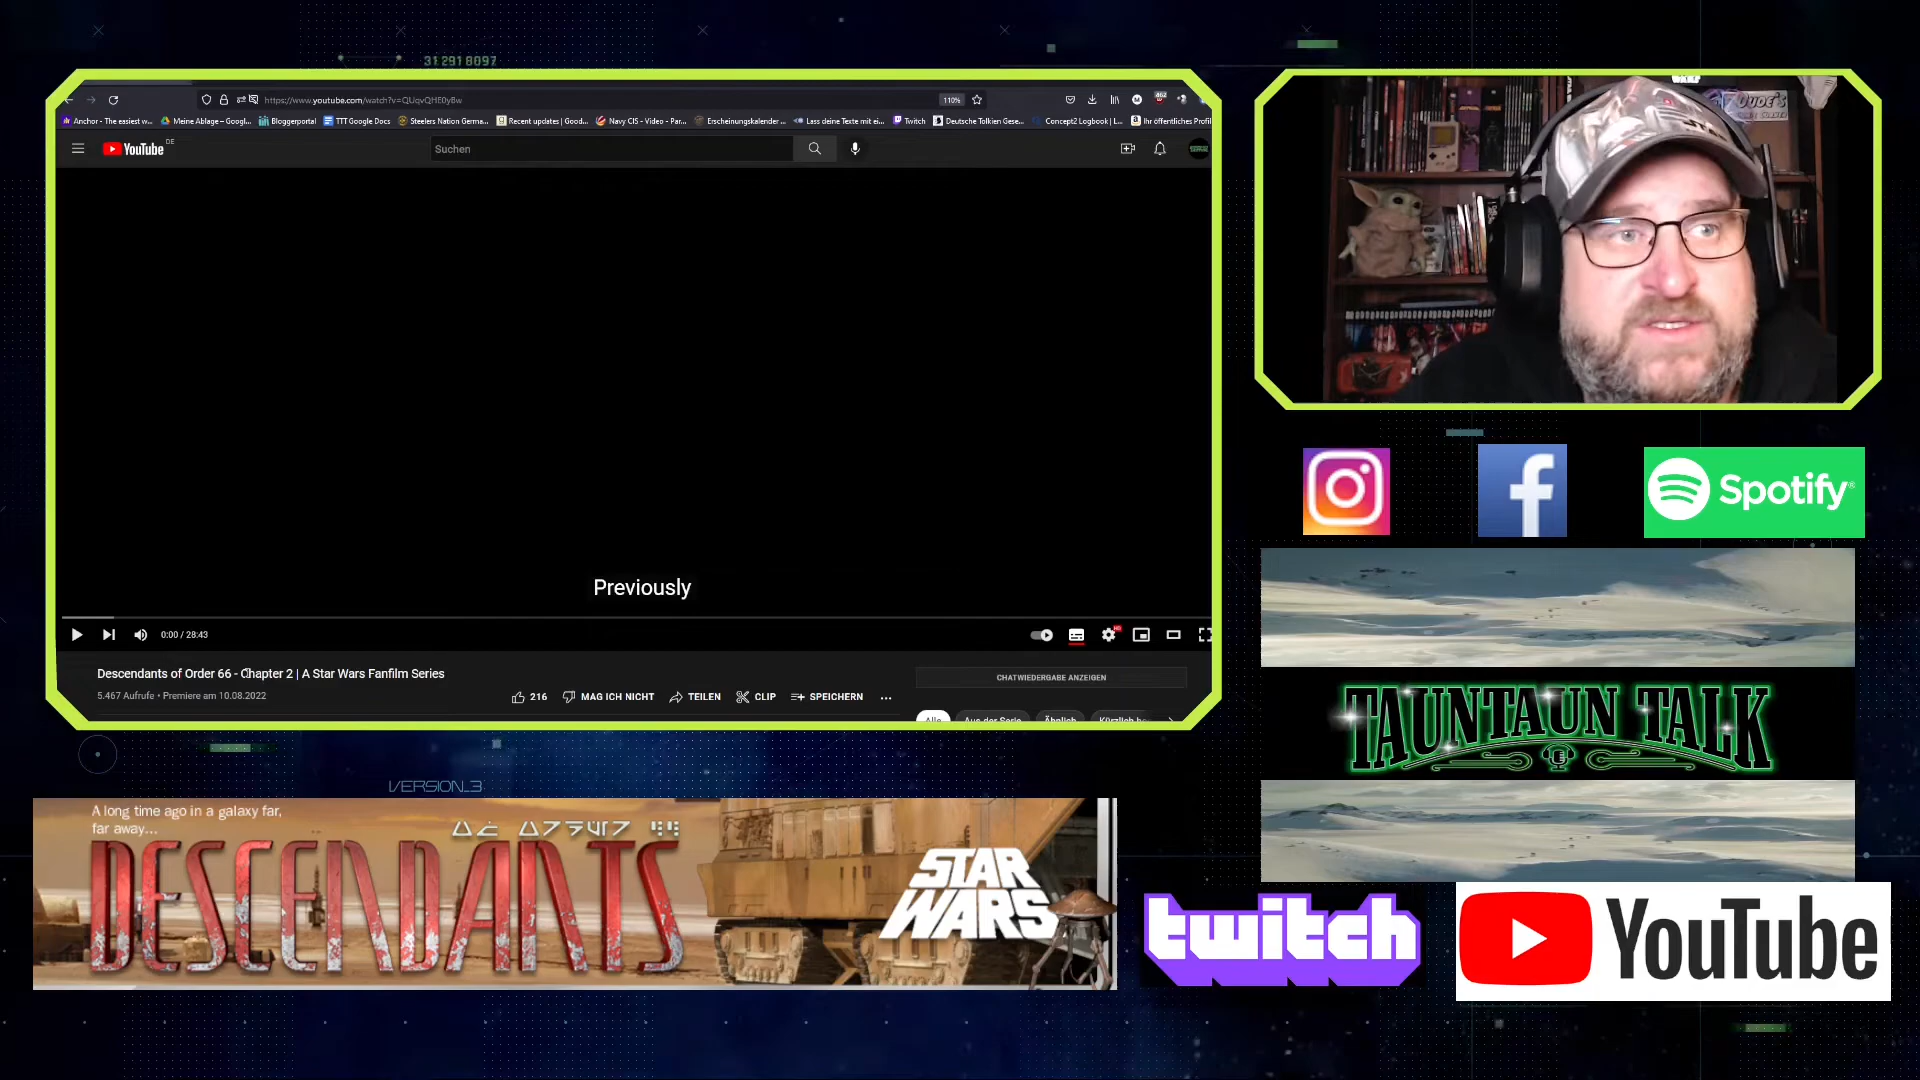 31 291 8097
https://www.youtube.com/watch?v=QUqvQHE0yBw
110%
462
Anchor - The easiest w...
Meine Ablage – Googl...
Bloggerportal
TTT Google Docs
Steelers Nation Germa...
Recent updates | Good...
Navy CIS - Video - Par...
Erscheinungskalender ...
Lass deine Texte mit ei...
Twitch
Deutsche Tolkien Gese...
Concept2 Logbook | L...
Ihr öffentliches Profil
YouTube DE
Suchen
Previously
0:00 / 28:43
HD
Descendants of Order 66 - Chapter 2 | A Star Wars Fanfilm Series
5.467 Aufrufe • Premiere am 10.08.2022
216
MAG ICH NICHT
TEILEN
CLIP
SPEICHERN
CHATWIEDERGABE ANZEIGEN
Alle
Aus der Serie
Ähnlich
DUDE'S
Spotify®
TAUNTAUN TALK
VERSION_3
A long time ago in a galaxy far,
far away...
DESCENDANTS
STAR
WARS
twitch
YouTube